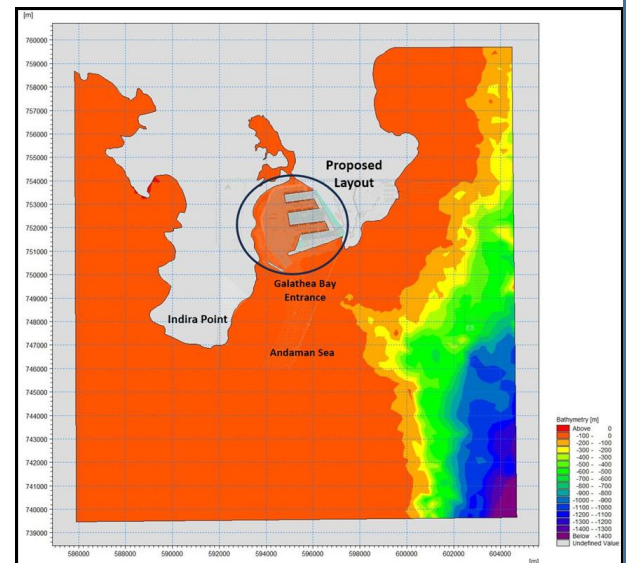 [m]
760000
759000
758000
757000
756000
755000
754000
753000
752000
751000
750000
749000
748000
747000
746000
745000
744000
743000
742000
741000
740000
739000
Proposed
Layout
Galathea Bay
Entrance
Indira Point
Andaman Sea
586000 588000 590000 592000 594000 596000 598000 600000 602000 604000
[m]
Bathymetry [m]
Above 0
-100 - 0
-200 - -100
-300 - -200
-400 - -300
-500 - -400
-600 - -500
-700 - -600
-800 - -700
-900 - -800
-1000 - -900
-1100 - -1000
-1200 - -1100
-1300 - -1200
-1400 - -1300
Below -1400
Undefined Value